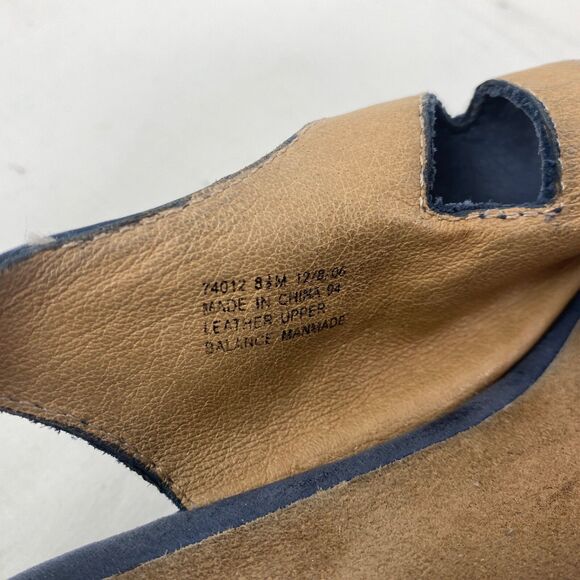 74012 8½M 12/8/06
MADE IN CHINA 04
LEATHER UPPER
BALANCE MANMADE